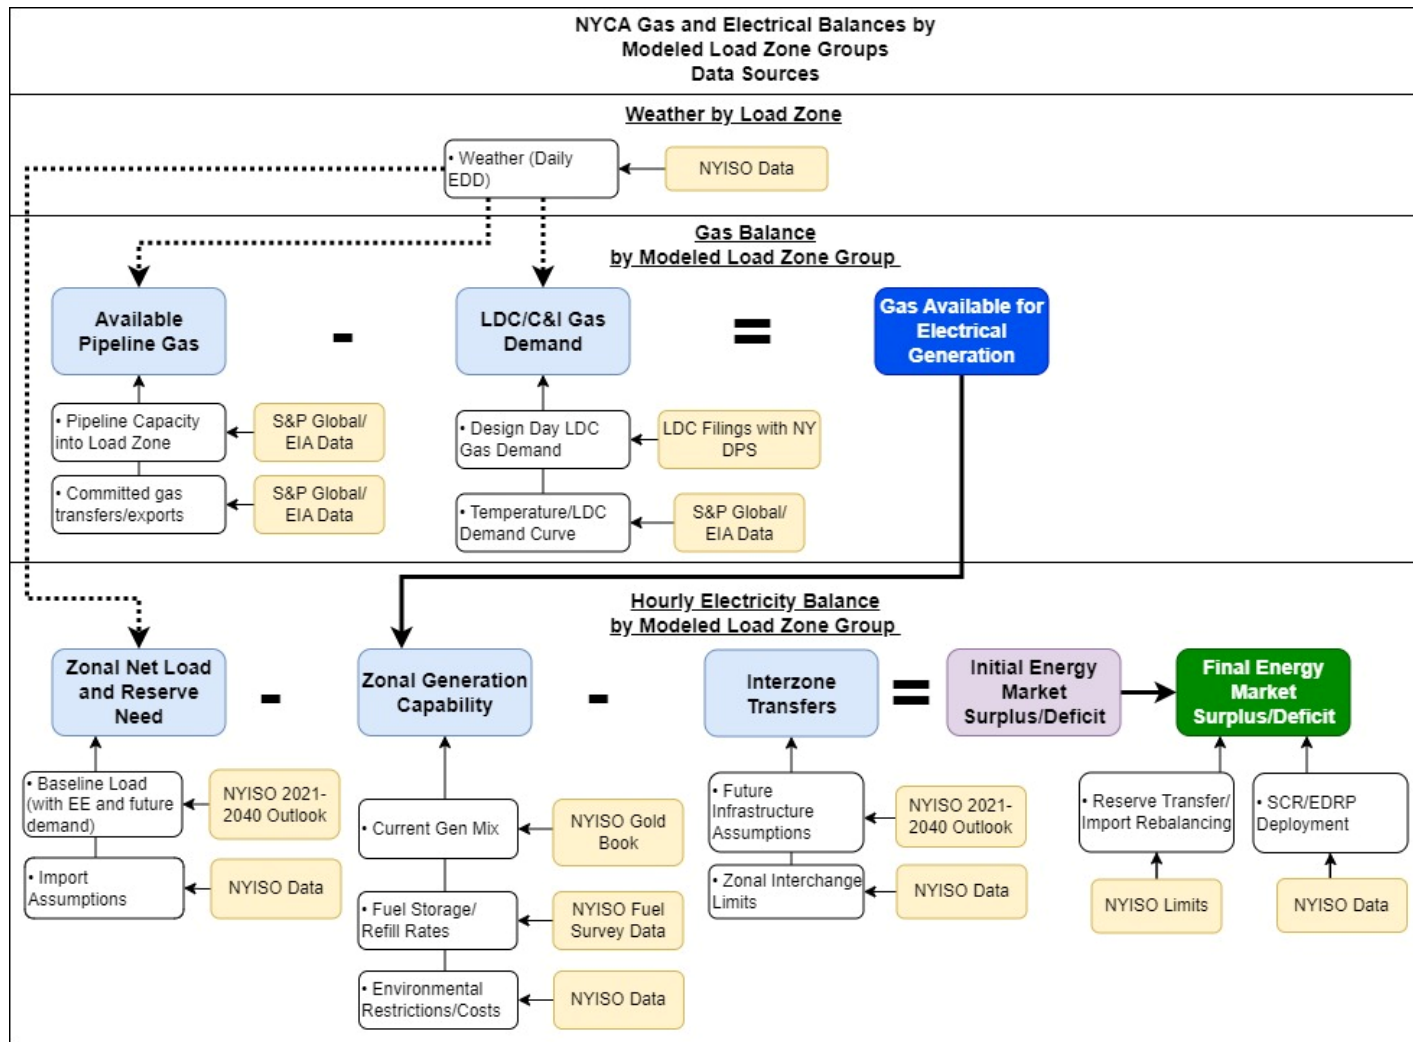 NYCA Gas and Electrical Balances by
Modeled Load Zone Groups
Data Sources
Weather by Load Zone
• Weather (Daily
EDD)
NYISO Data
Gas Balance
by Modeled Load Zone Group
Available
Pipeline Gas
-
LDC/C&I Gas
Demand
=
Gas Available for
Electrical
Generation
• Pipeline Capacity
into Load Zone
S&P Global/
EIA Data
• Committed gas
transfers/exports
S&P Global/
EIA Data
• Design Day LDC
Gas Demand
LDC Filings with NY
DPS
• Temperature/LDC
Demand Curve
S&P Global/
EIA Data
Hourly Electricity Balance
by Modeled Load Zone Group
Zonal Net Load
and Reserve
Need
-
Zonal Generation
Capability
-
Interzone
Transfers
=
Initial Energy
Market
Surplus/Deficit
Final Energy
Market
Surplus/Deficit
• Baseline Load
(with EE and future
demand)
NYISO 2021-
2040 Outlook
• Import
Assumptions
NYISO Data
• Current Gen Mix
NYISO Gold
Book
• Fuel Storage/
Refill Rates
NYISO Fuel
Survey Data
• Environmental
Restrictions/Costs
NYISO Data
• Future
Infrastructure
Assumptions
NYISO 2021-
2040 Outlook
• Zonal Interchange
Limits
NYISO Data
• Reserve Transfer/
Import Rebalancing
NYISO Limits
• SCR/EDRP
Deployment
NYISO Data